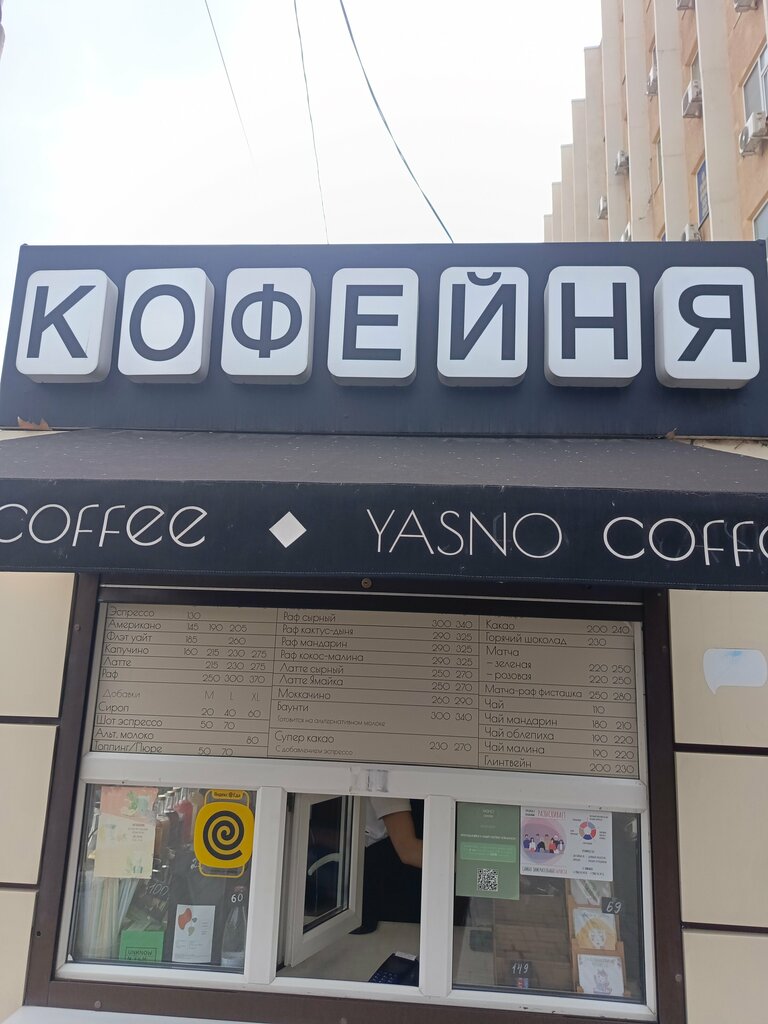 КОФЕЙНЯ
COFFEE YASNO COFF
Эспрессо 130
Американо 145 190 205
Флэт уайт 185 260
Капучино 160 215 230 275
Латте 215 230 275
Раф 250 300 370
Добавки M L XL
Сироп 20 40 60
Шот эспрессо 50 70
Альт. молоко 80
Топпинг/Пюре 50 70
Раф сырный 300 340
Раф кактус-дыня 290 325
Раф мандарин 290 325
Раф кокос-малина 290 325
Латте сырный 250 270
Латте Ямайка 250 270
Моккачино 260 290
Баунти 300 340
Готовится на альтернативном молоке
Супер какао 230 270
С добавлением эспрессо
Какао 200 240
Горячий шоколад 230
Матча
– зеленая 220 250
– розовая 220 250
Матча-раф фисташка 250 280
Чай 110
Чай мандарин 180 210
Чай облепиха 190 220
Чай малина 190 220
Глинтвейн 200 230
60
69
149